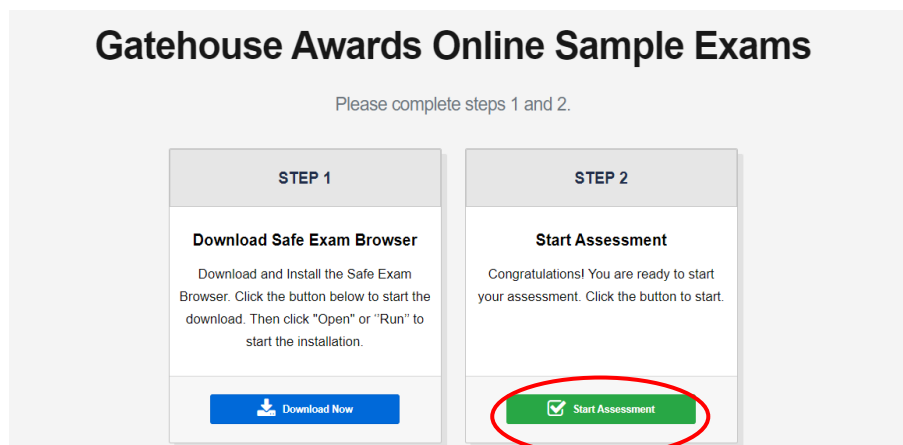 Gatehouse Awards Online Sample Exams
Please complete steps 1 and 2.
STEP 1
Download Safe Exam Browser
Download and Install the Safe Exam
Browser. Click the button below to start the
download. Then click "Open" or “Run” to
start the installation.
Download Now
STEP 2
Start Assessment
Congratulations! You are ready to start
your assessment. Click the button to start.
Start Assessment